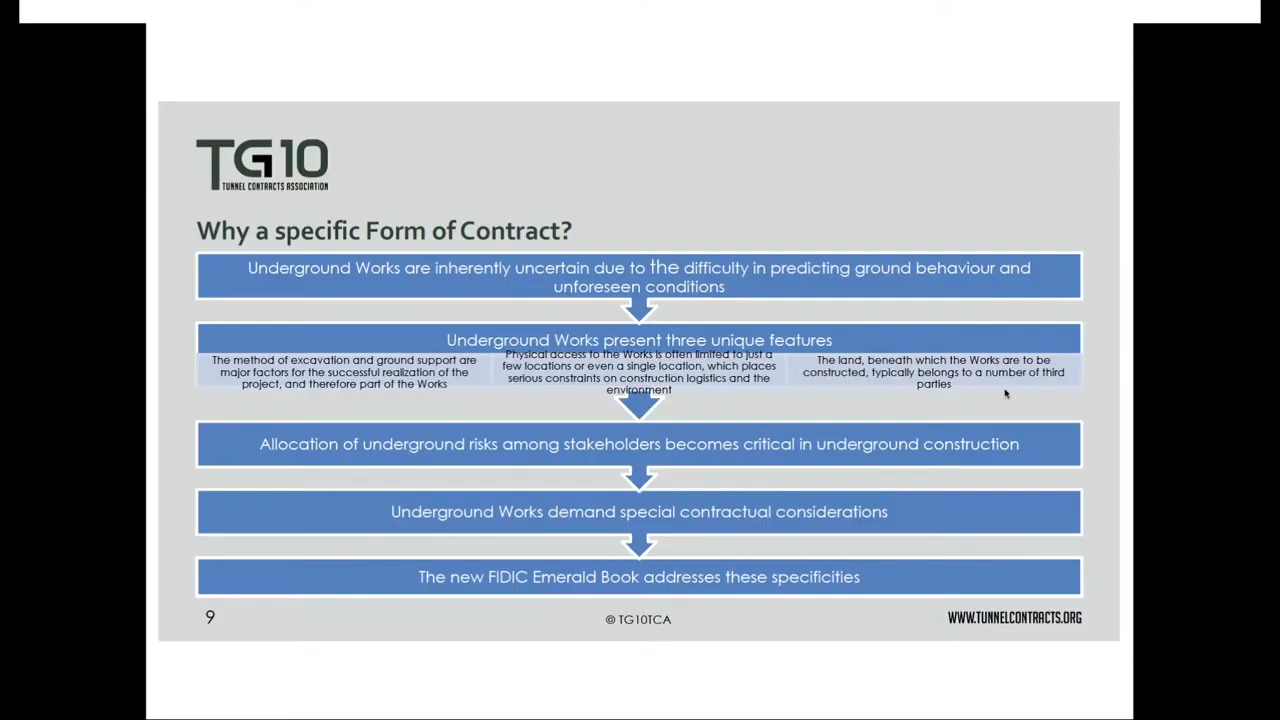 TG10
TUNNEL CONTRACTS ASSOCIATION
Why a specific Form of Contract?
Underground Works are inherently uncertain due to the difficulty in predicting ground behaviour and
unforeseen conditions
Underground Works present three unique features
The method of excavation and ground support are
major factors for the successful realization of the
project, and therefore part of the Works
Physical access to the Works is often limited to just a
few locations or even a single location, which places
serious constraints on construction logistics and the
environment
The land, beneath which the Works are to be
constructed, typically belongs to a number of third
parties
Allocation of underground risks among stakeholders becomes critical in underground construction
Underground Works demand special contractual considerations
The new FIDIC Emerald Book addresses these specificities
9
© TG10TCA
WWW.TUNNELCONTRACTS.ORG